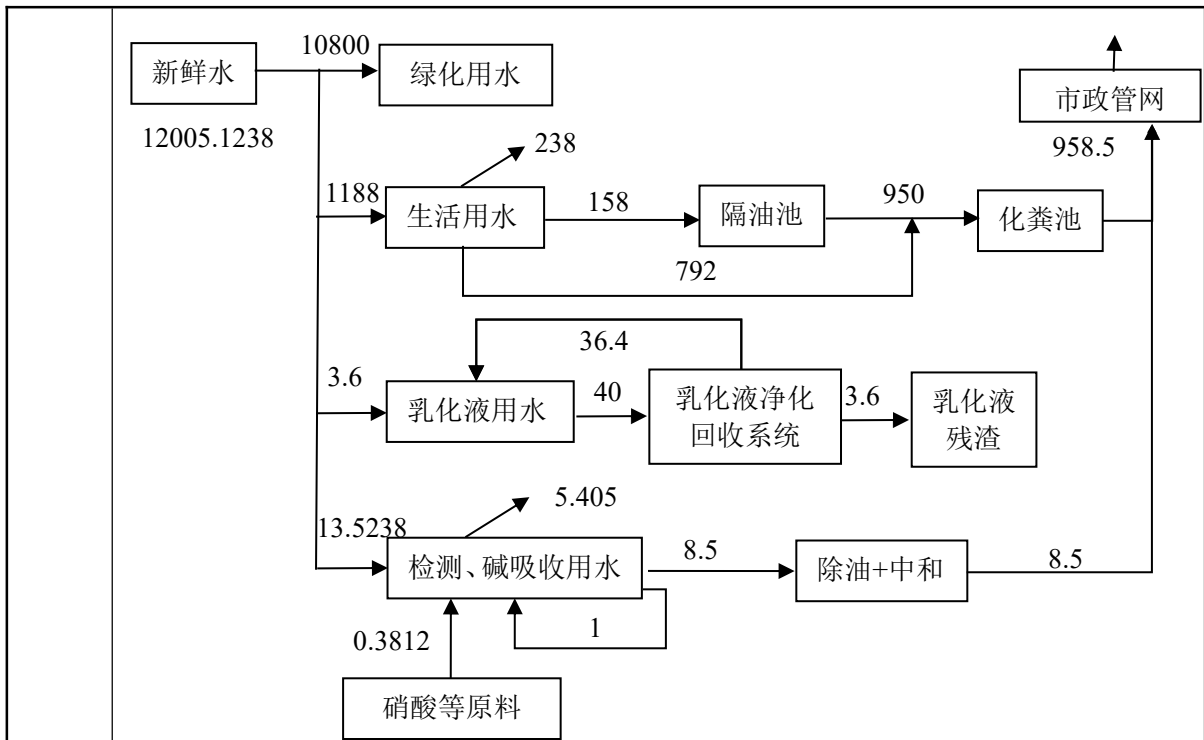 10800
新鲜水
绿化用水
市政管网
12005.1238
238
958.5
1188
生活用水
158
隔油池
950
化粪池
792
36.4
3.6
乳化液用水
40
乳化液净化
回收系统
3.6
乳化液
残渣
5.405
13.5238
检测、碱吸收用水
8.5
除油+中和
8.5
0.3812
1
硝酸等原料